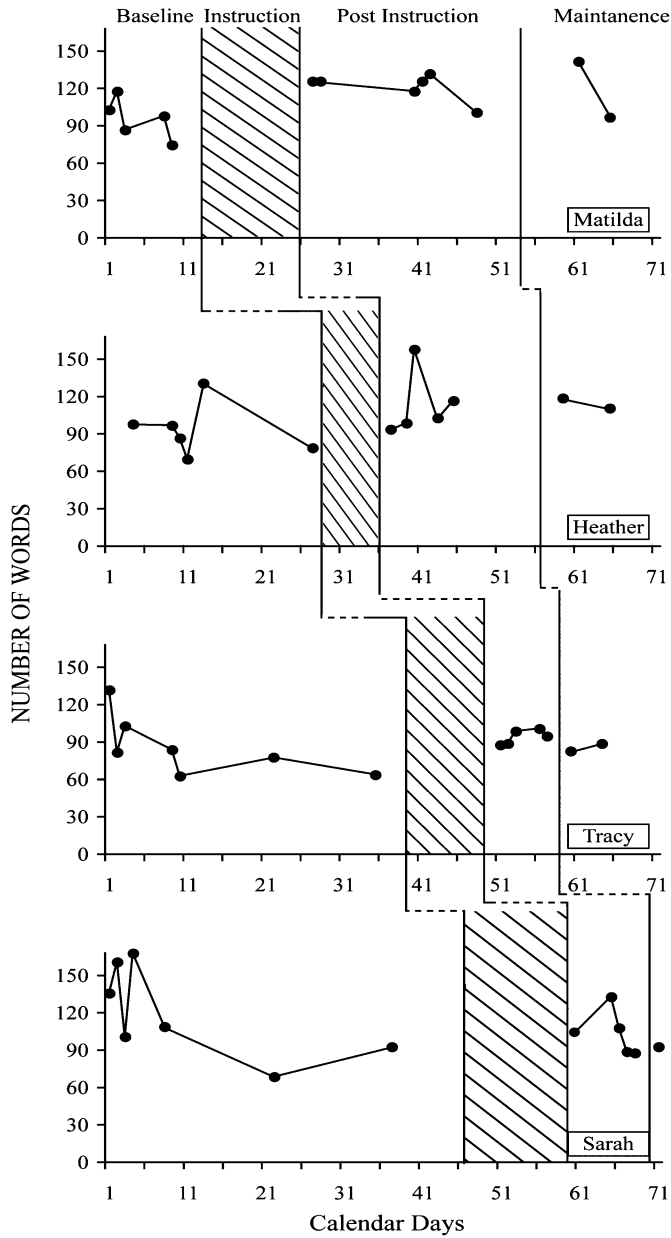 Baseline Instruction Post Instruction Maintanence
150
120
90
60
30
0
Matilda
1 11 21 31 41 51 61 71
150
120
90
60
30
0
Heather
1 11 21 31 41 51 61 71
NUMBER OF WORDS
150
120
90
60
30
0
Tracy
1 11 21 31 41 51 61 71
150
120
90
60
30
0
Sarah
1 11 21 31 41 51 61 71
Calendar Days